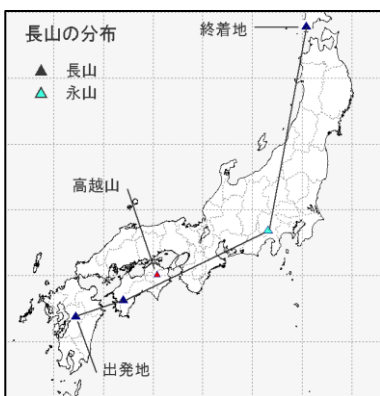 長山の分布
▲ 長山
▲ 永山
終着地
高越山
出発地